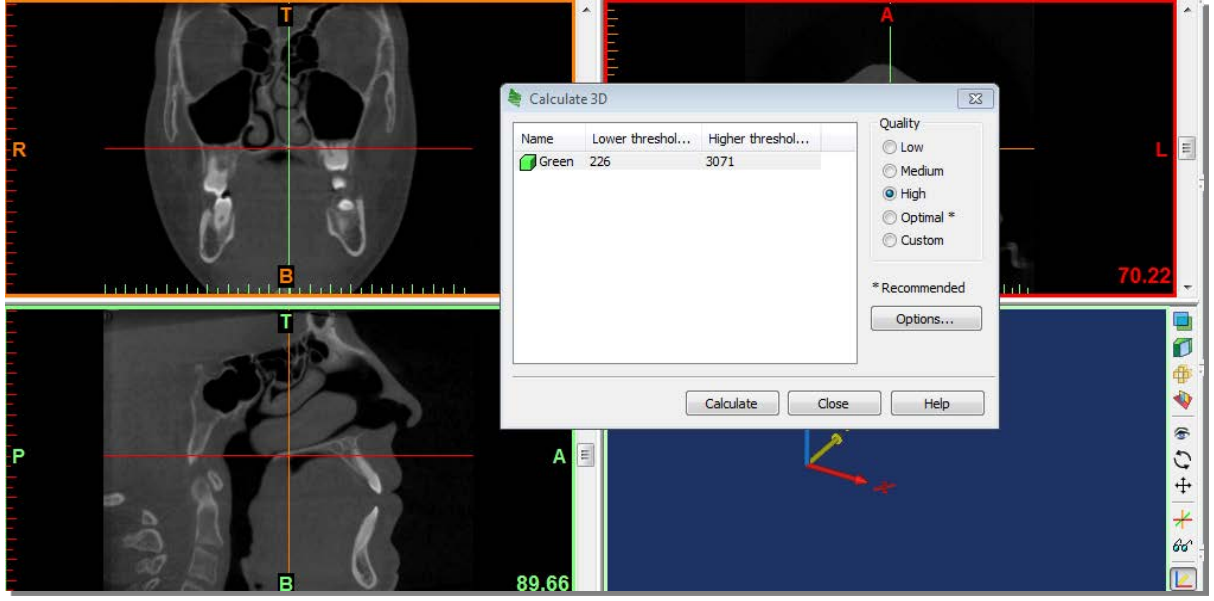 T
A
R
L
B
70.22
T
P
A
B
89.66
Calculate 3D
Name Lower threshol... Higher threshol...
Green 226 3071
Quality
Low
Medium
High
Optimal *
Custom
* Recommended
Options...
Calculate Close Help
X